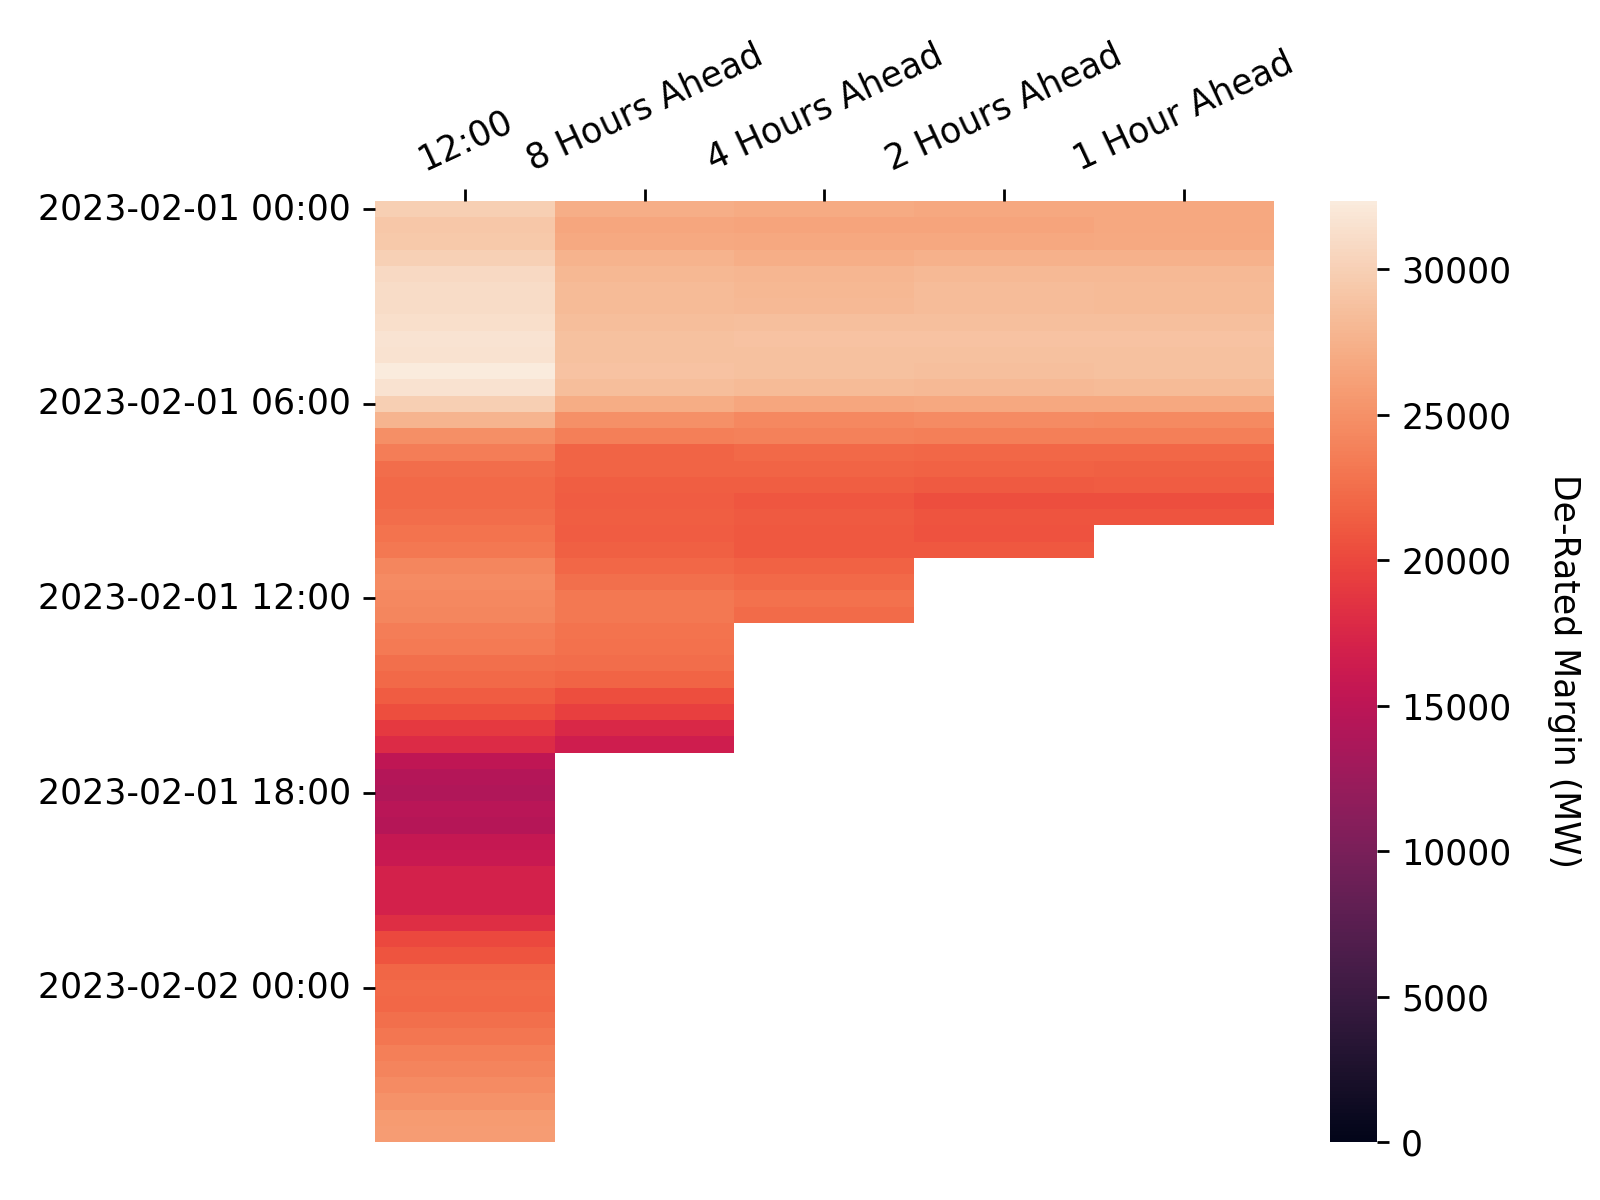 12:00
8 Hours Ahead
4 Hours Ahead
2 Hours Ahead
1 Hour Ahead
2023-02-01 00:00
2023-02-01 06:00
2023-02-01 12:00
2023-02-01 18:00
2023-02-02 00:00
30000
25000
20000
15000
10000
5000
0
De-Rated Margin (MW)